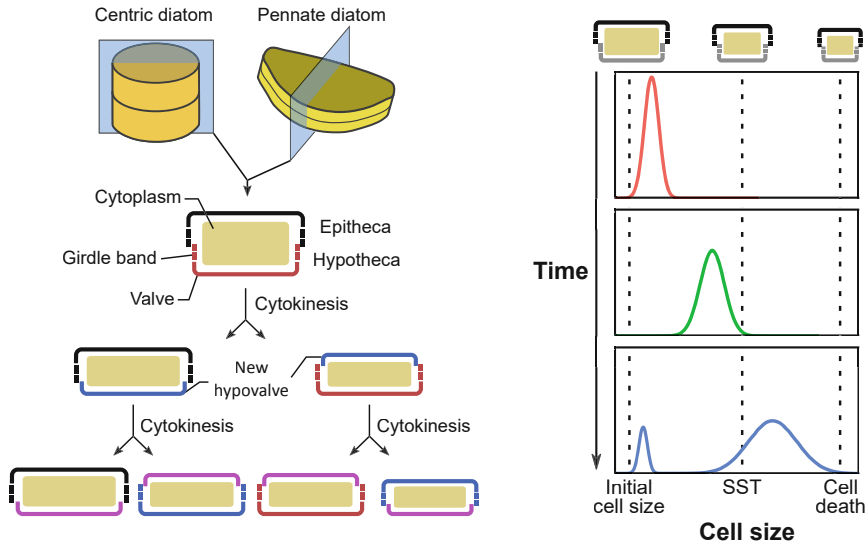 Centric diatom
Pennate diatom
Cytoplasm
Epitheca
Girdle band
Hypotheca
Valve
Cytokinesis
New
hypovalve
Cytokinesis
Cytokinesis
Time
Initial
cell size
SST
Cell
death
Cell size